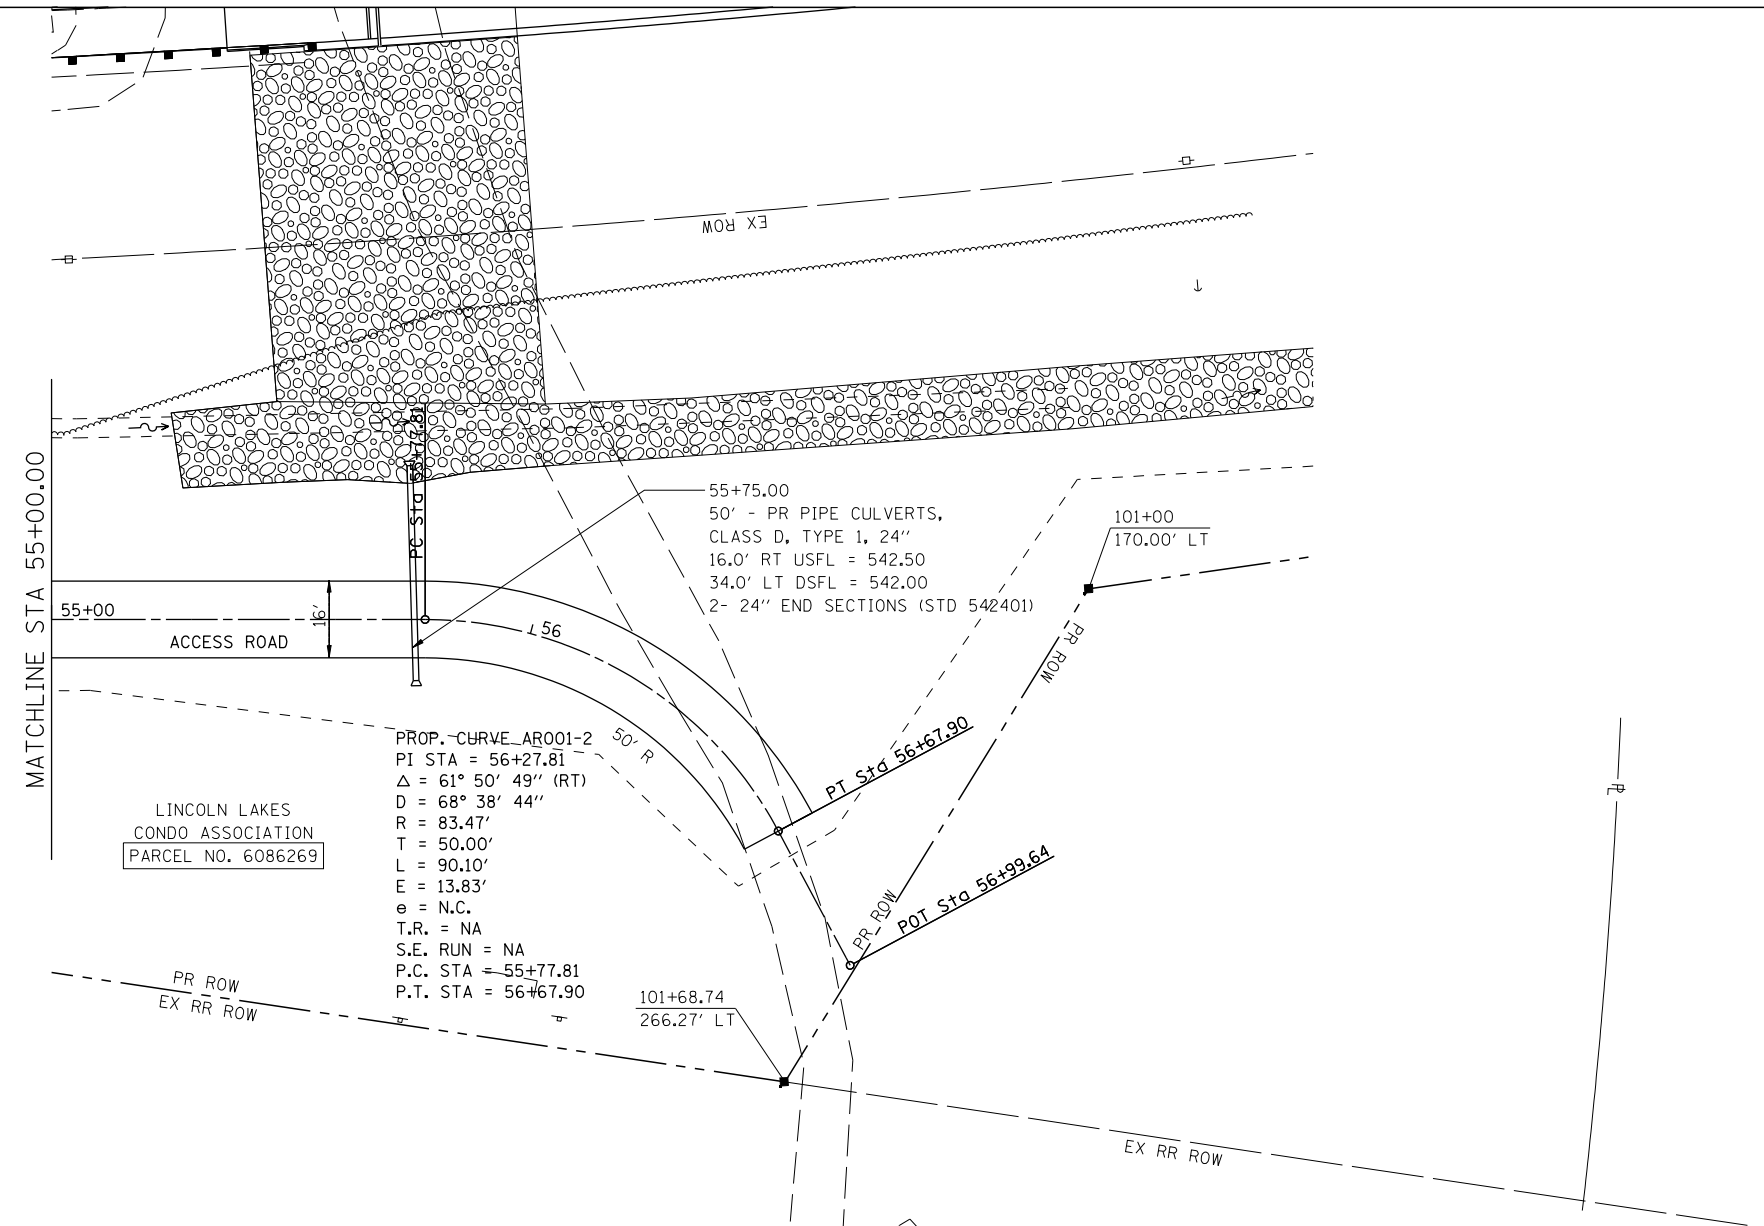 EX ROW
MATCHLINE STA 55+00.00
PC Sta 55+77.81
55+75.00
50' - PR PIPE CULVERTS,
CLASS D, TYPE 1, 24"
16.0' RT USFL = 542.50
34.0' LT DSFL = 542.00
2- 24" END SECTIONS (STD 542401)
101+00
170.00' LT
55+00
16'
ACCESS ROAD
56
PR ROW
50' R
PT Sta 56+67.90
PROP. CURVE AR001-2
PI STA = 56+27.81
Δ = 61° 50' 49" (RT)
D = 68° 38' 44"
R = 83.47'
T = 50.00'
L = 90.10'
E = 13.83'
e = N.C.
T.R. = NA
S.E. RUN = NA
P.C. STA = 55+77.81
P.T. STA = 56+67.90
LINCOLN LAKES
CONDO ASSOCIATION
PARCEL NO. 6086269
PR ROW
POT Sta 56+99.64
PL
PR ROW
EX RR ROW
101+68.74
266.27' LT
EX RR ROW